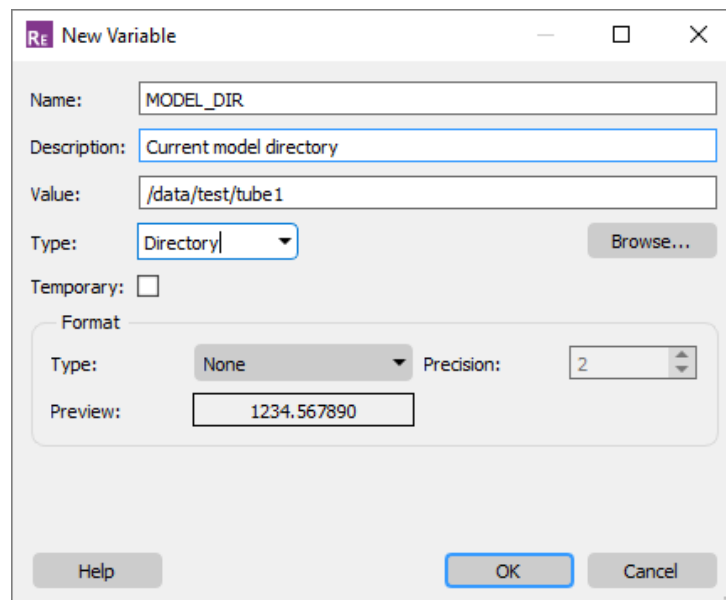 RE New Variable
Name: MODEL_DIR
Description: Current model directory
Value: /data/test/tube1
Type: Directory Browse...
Temporary:
Format
Type: None Precision: 2
Preview: 1234.567890
Help OK Cancel